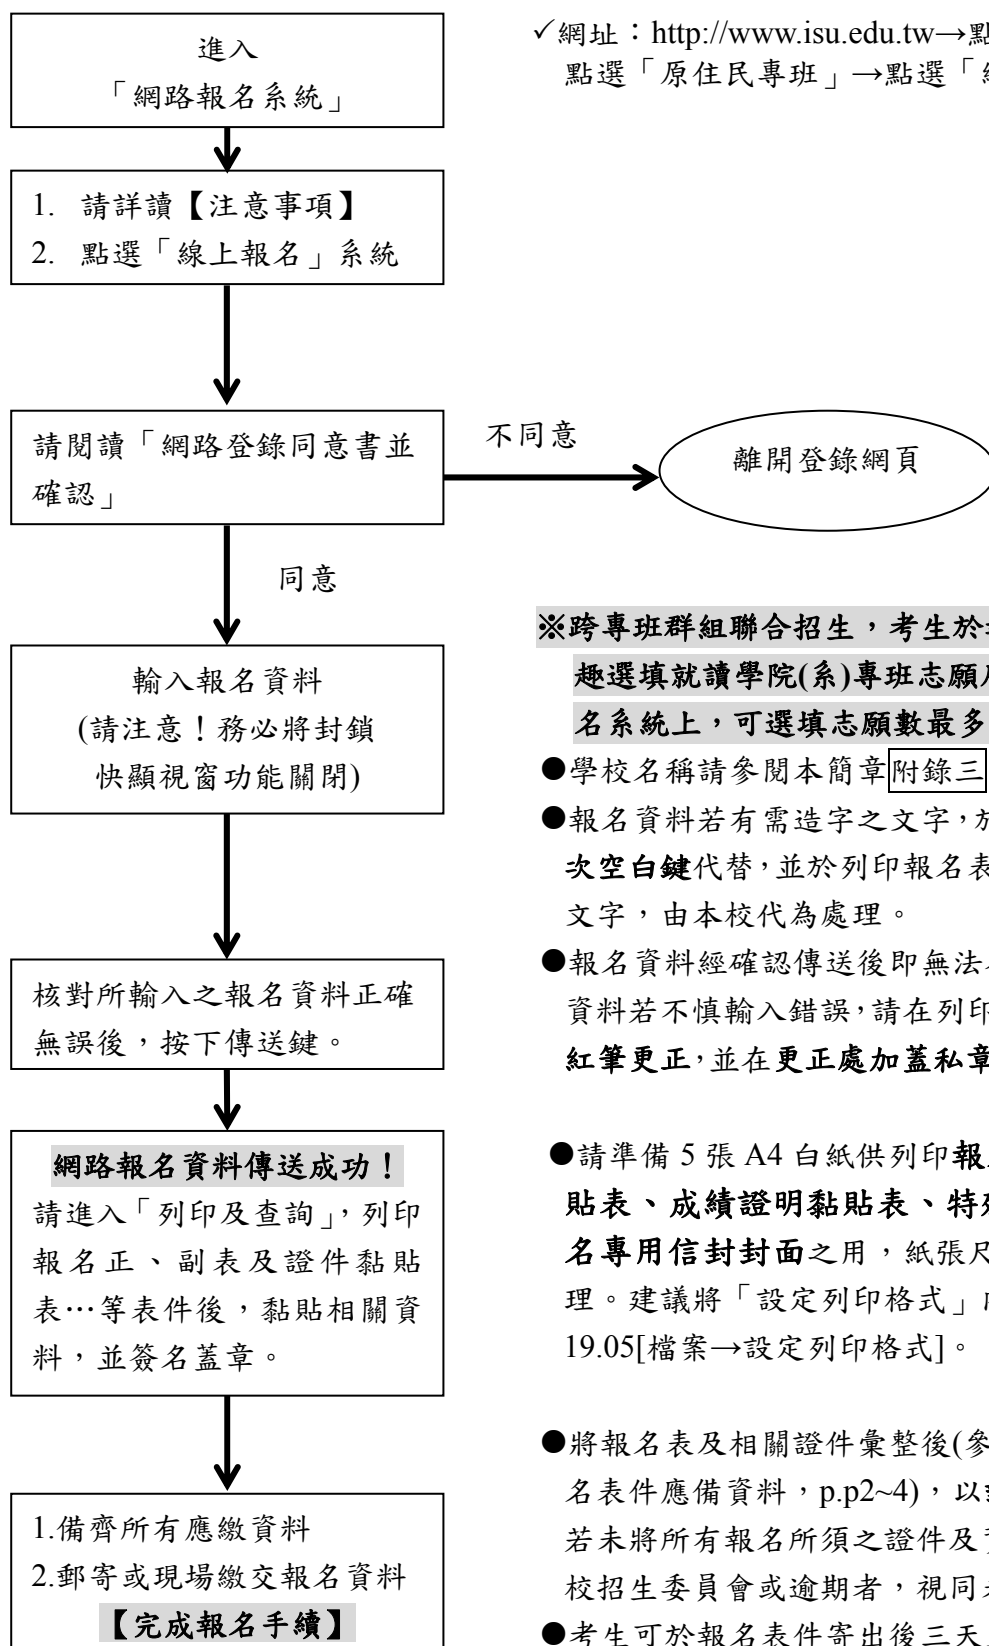 進入
「網路報名系統」
✓網址：http://www.isu.edu.tw→點
點選「原住民專班」→點選「
1. 請詳讀【注意事項】
2. 點選「線上報名」系統
請閱讀「網路登錄同意書並
確認」
不同意
離開登錄網頁
同意
輸入報名資料
(請注意！務必將封鎖
快顯視窗功能關閉)
※跨專班群組聯合招生，考生於
趣選填就讀學院(系)專班志願
名系統上，可選填志願數最多
●學校名稱請參閱本簡章附錄三
●報名資料若有需造字之文字，於
次空白鍵代替，並於列印報名表
文字，由本校代為處理。
●報名資料經確認傳送後即無法
資料若不慎輸入錯誤，請在列印
紅筆更正，並在更正處加蓋私章
核對所輸入之報名資料正確
無誤後，按下傳送鍵。
網路報名資料傳送成功！
請進入「列印及查詢」，列印
報名正、副表及證件黏貼
表…等表件後，黏貼相關資
料，並簽名蓋章。
●請準備 5 張 A4 白紙供列印報
貼表、成績證明黏貼表、特
名專用信封封面之用，紙張尺
理。建議將「設定列印格式」
19.05[檔案→設定列印格式]。
1.備齊所有應繳資料
2.郵寄或現場繳交報名資料
【完成報名手續】
●將報名表及相關證件彙整後(參
名表件應備資料，p.p2~4)，以
若未將所有報名所須之證件及
校招生委員會或逾期者，視同
●考生可於報名表件寄出後三天